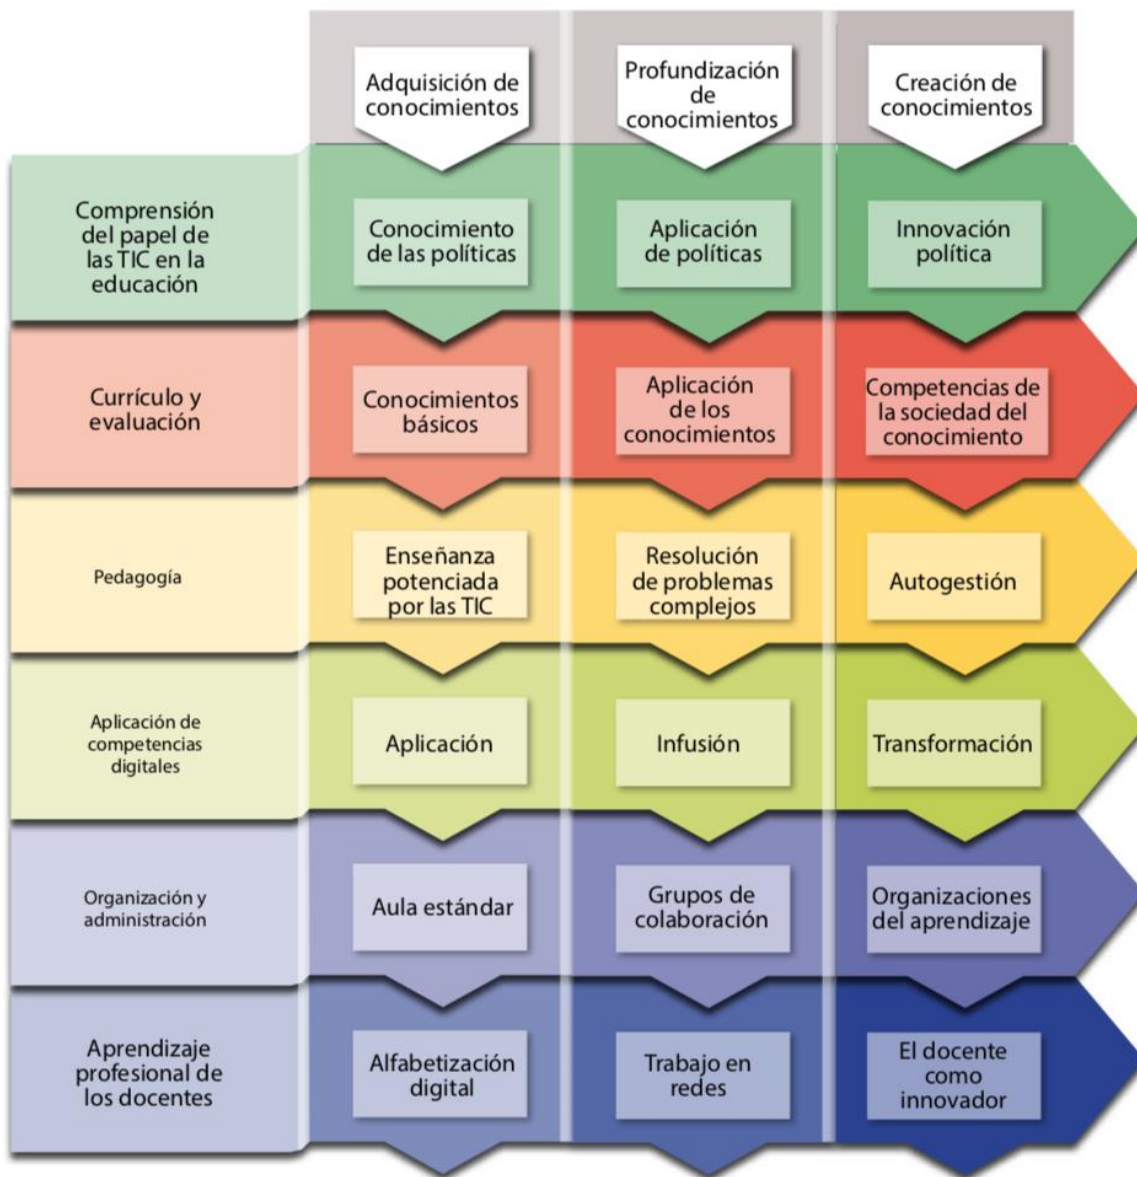 Adquisición de
conocimientos
Profundización
de
conocimientos
Creación de
conocimientos
Comprensión
del papel de
las TIC en la
educación
Conocimiento
de las políticas
Aplicación
de políticas
Innovación
política
Currículo y
evaluación
Conocimientos
básicos
Aplicación
de los
conocimientos
Competencias de
la sociedad del
conocimiento
Pedagogía
Enseñanza
potenciada
por las TIC
Resolución
de problemas
complejos
Autogestión
Aplicación de
competencias
digitales
Aplicación
Infusión
Transformación
Organización y
administración
Aula estándar
Grupos de
colaboración
Organizaciones
del aprendizaje
Aprendizaje
profesional de
los docentes
Alfabetización
digital
Trabajo en
redes
El docente
como
innovador